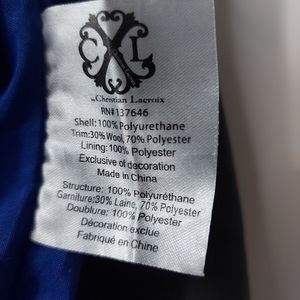 CXL
by Christian Lacroix
RN#137646
Shell:100% Polyurethane
Trim:30% Wool, 70% Polyester
Lining: 100% Polyester
Exclusive of decoration
Made in China
Structure: 100% Polyuréthane
Garniture:30% Laine, 70% Polyester
Doublure: 100% Polyester
Décoration exclue
Fabriqué en Chine